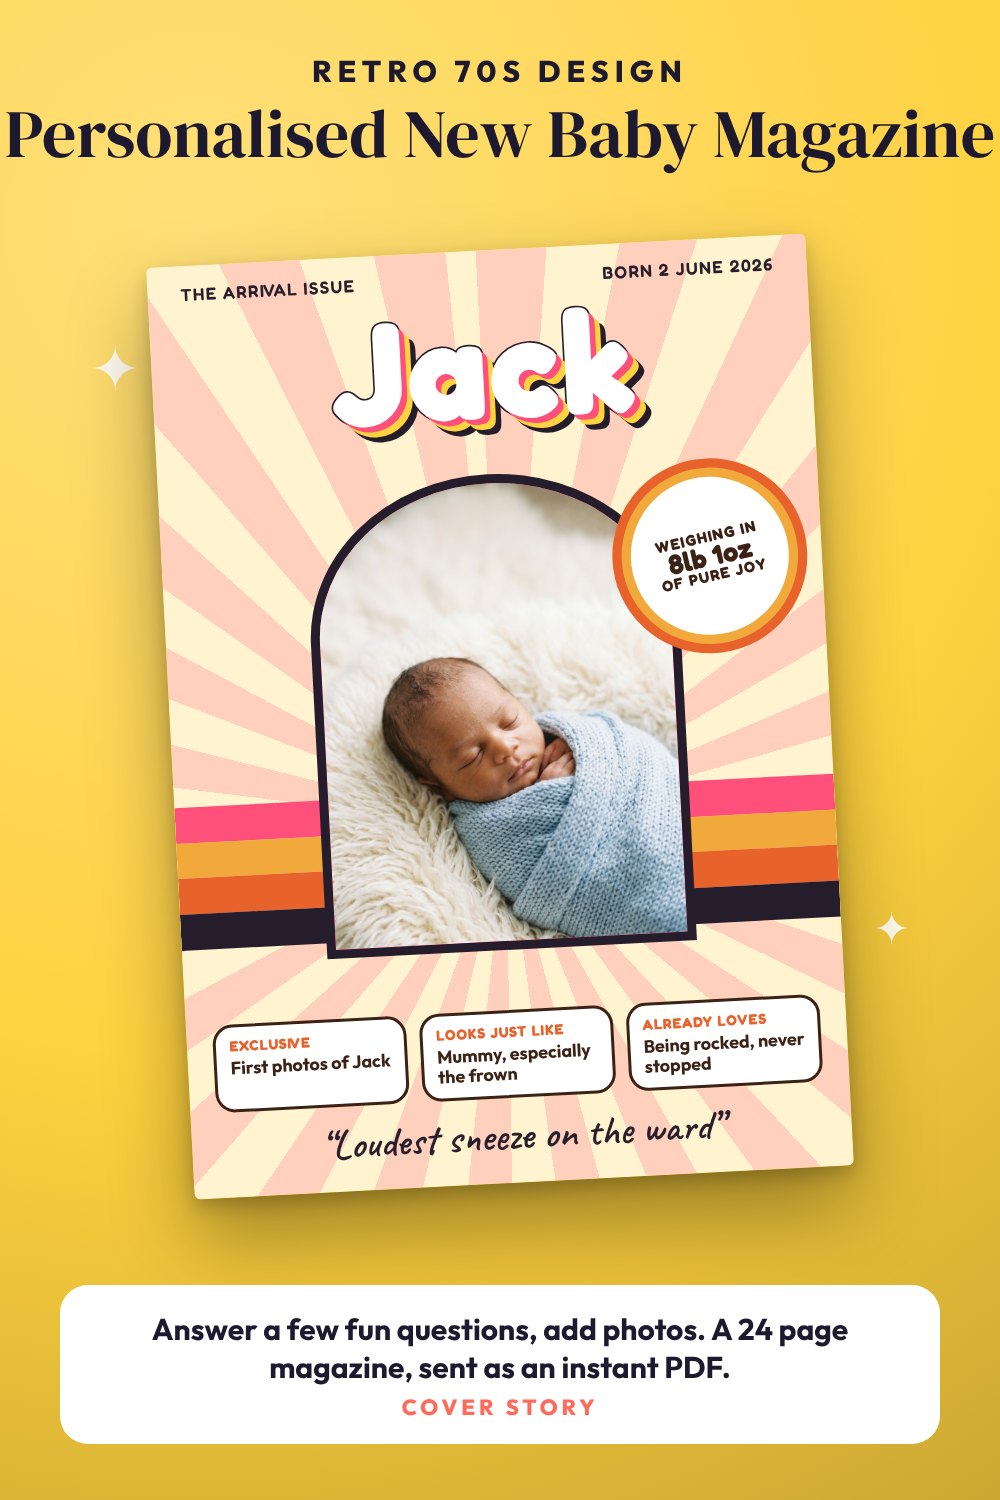 RETRO 70S DESIGN
Personalised New Baby Magazine
THE ARRIVAL ISSUE
BORN 2 JUNE 2026
Jack
WEIGHING IN
8lb 1oz
OF PURE JOY
EXCLUSIVE
First photos of Jack
LOOKS JUST LIKE
Mummy, especially
the frown
ALREADY LOVES
Being rocked, never
stopped
“Loudest sneeze on the ward”
Answer a few fun questions, add photos. A 24 page
magazine, sent as an instant PDF.
COVER STORY